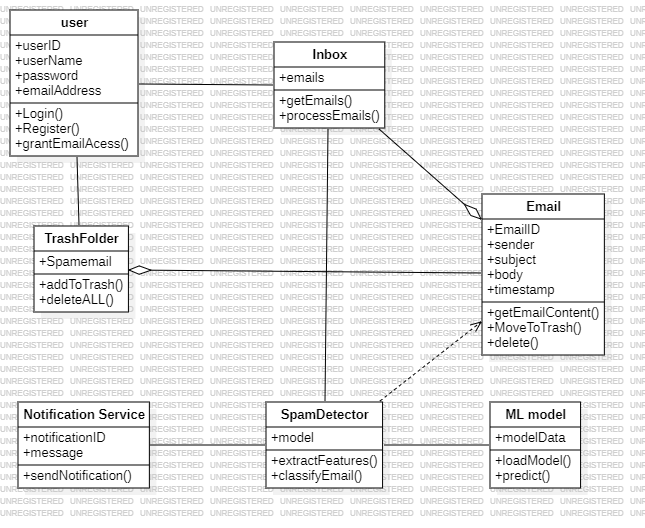 user
+userID
+userName
+password
+emailAddress
+Login()
+Register()
+grantEmailAcess()
Inbox
+emails
+getEmails()
+processEmails()
Email
+EmailID
+sender
+subject
+body
+timestamp
+getEmailContent()
+MoveToTrash()
+delete()
TrashFolder
+Spamemail
+addToTrash()
+deleteALL()
Notification Service
+notificationID
+message
+sendNotification()
SpamDetector
+model
+extractFeatures()
+classifyEmail()
ML model
+modelData
+loadModel()
+predict()
UNREGISTERED